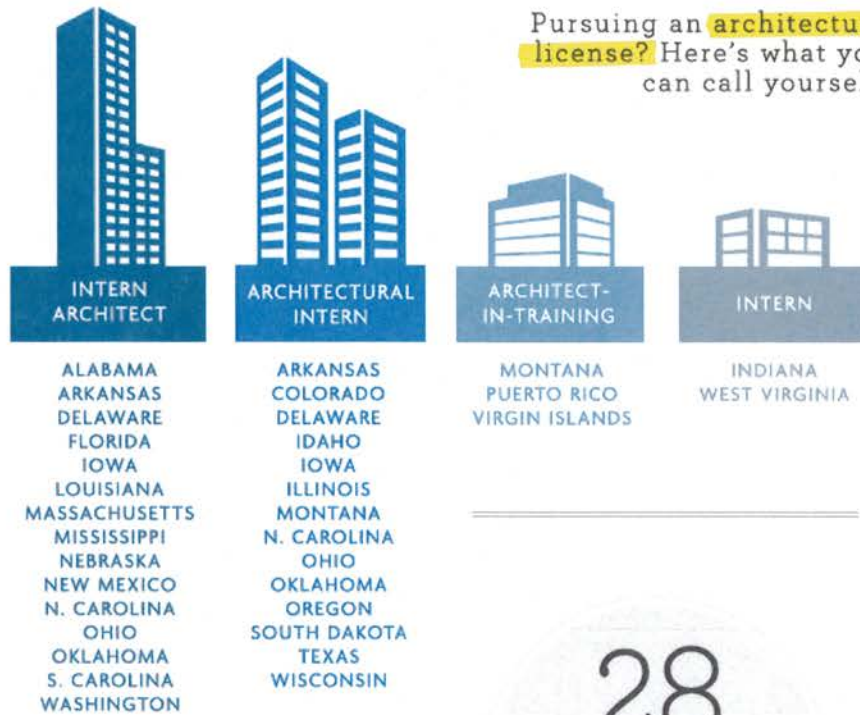 Pursuing an architectu
license? Here's what yo
can call yoursel
INTERN
ARCHITECT
ALABAMA
ARKANSAS
DELAWARE
FLORIDA
IOWA
LOUISIANA
MASSACHUSETTS
MISSISSIPPI
NEBRASKA
NEW MEXICO
N. CAROLINA
OHIO
OKLAHOMA
S. CAROLINA
WASHINGTON
ARCHITECTURAL
INTERN
ARKANSAS
COLORADO
DELAWARE
IDAHO
IOWA
ILLINOIS
MONTANA
N. CAROLINA
OHIO
OKLAHOMA
OREGON
SOUTH DAKOTA
TEXAS
WISCONSIN
ARCHITECT-
IN-TRAINING
MONTANA
PUERTO RICO
VIRGIN ISLANDS
INTERN
INDIANA
WEST VIRGINIA
28